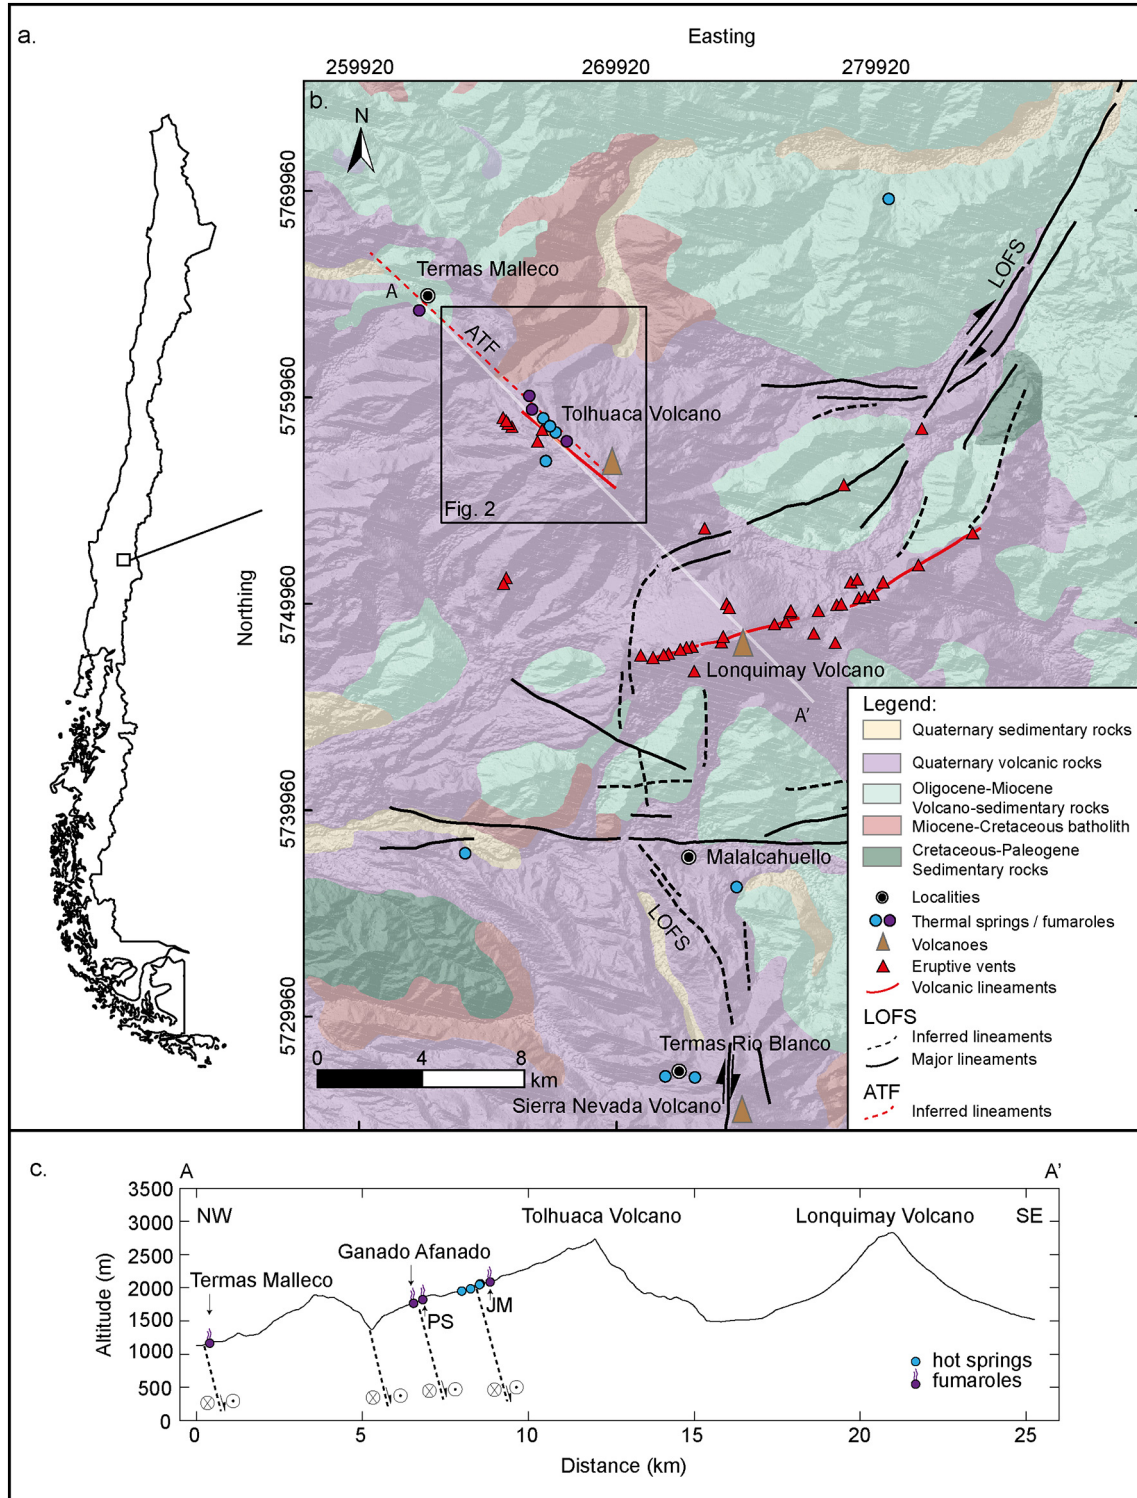 a.
Easting
259920
269920
279920
b.
N
5769960
5759960
5749960
5739960
5729960
Northing
LOFS
Termas Malleco
A
ATF
Tolhuaca Volcano
Fig. 2
Lonquimay Volcano
A'
Malalcahuello
LOFS
Termas Rio Blanco
Sierra Nevada Volcano
0
4
8
km
Legend:
Quaternary sedimentary rocks
Quaternary volcanic rocks
Oligocene-Miocene
Volcano-sedimentary rocks
Miocene-Cretaceous batholith
Cretaceous-Paleogene
Sedimentary rocks
Localities
Thermal springs / fumaroles
Volcanoes
Eruptive vents
Volcanic lineaments
LOFS
Inferred lineaments
Major lineaments
ATF
Inferred lineaments
c.
A
A'
3500
3000
2500
2000
1500
1000
500
0
Altitude (m)
NW
Tolhuaca Volcano
Lonquimay Volcano
SE
Ganado Afanado
Termas Malleco
PS
JM
hot springs
fumaroles
0
5
10
15
20
25
Distance (km)